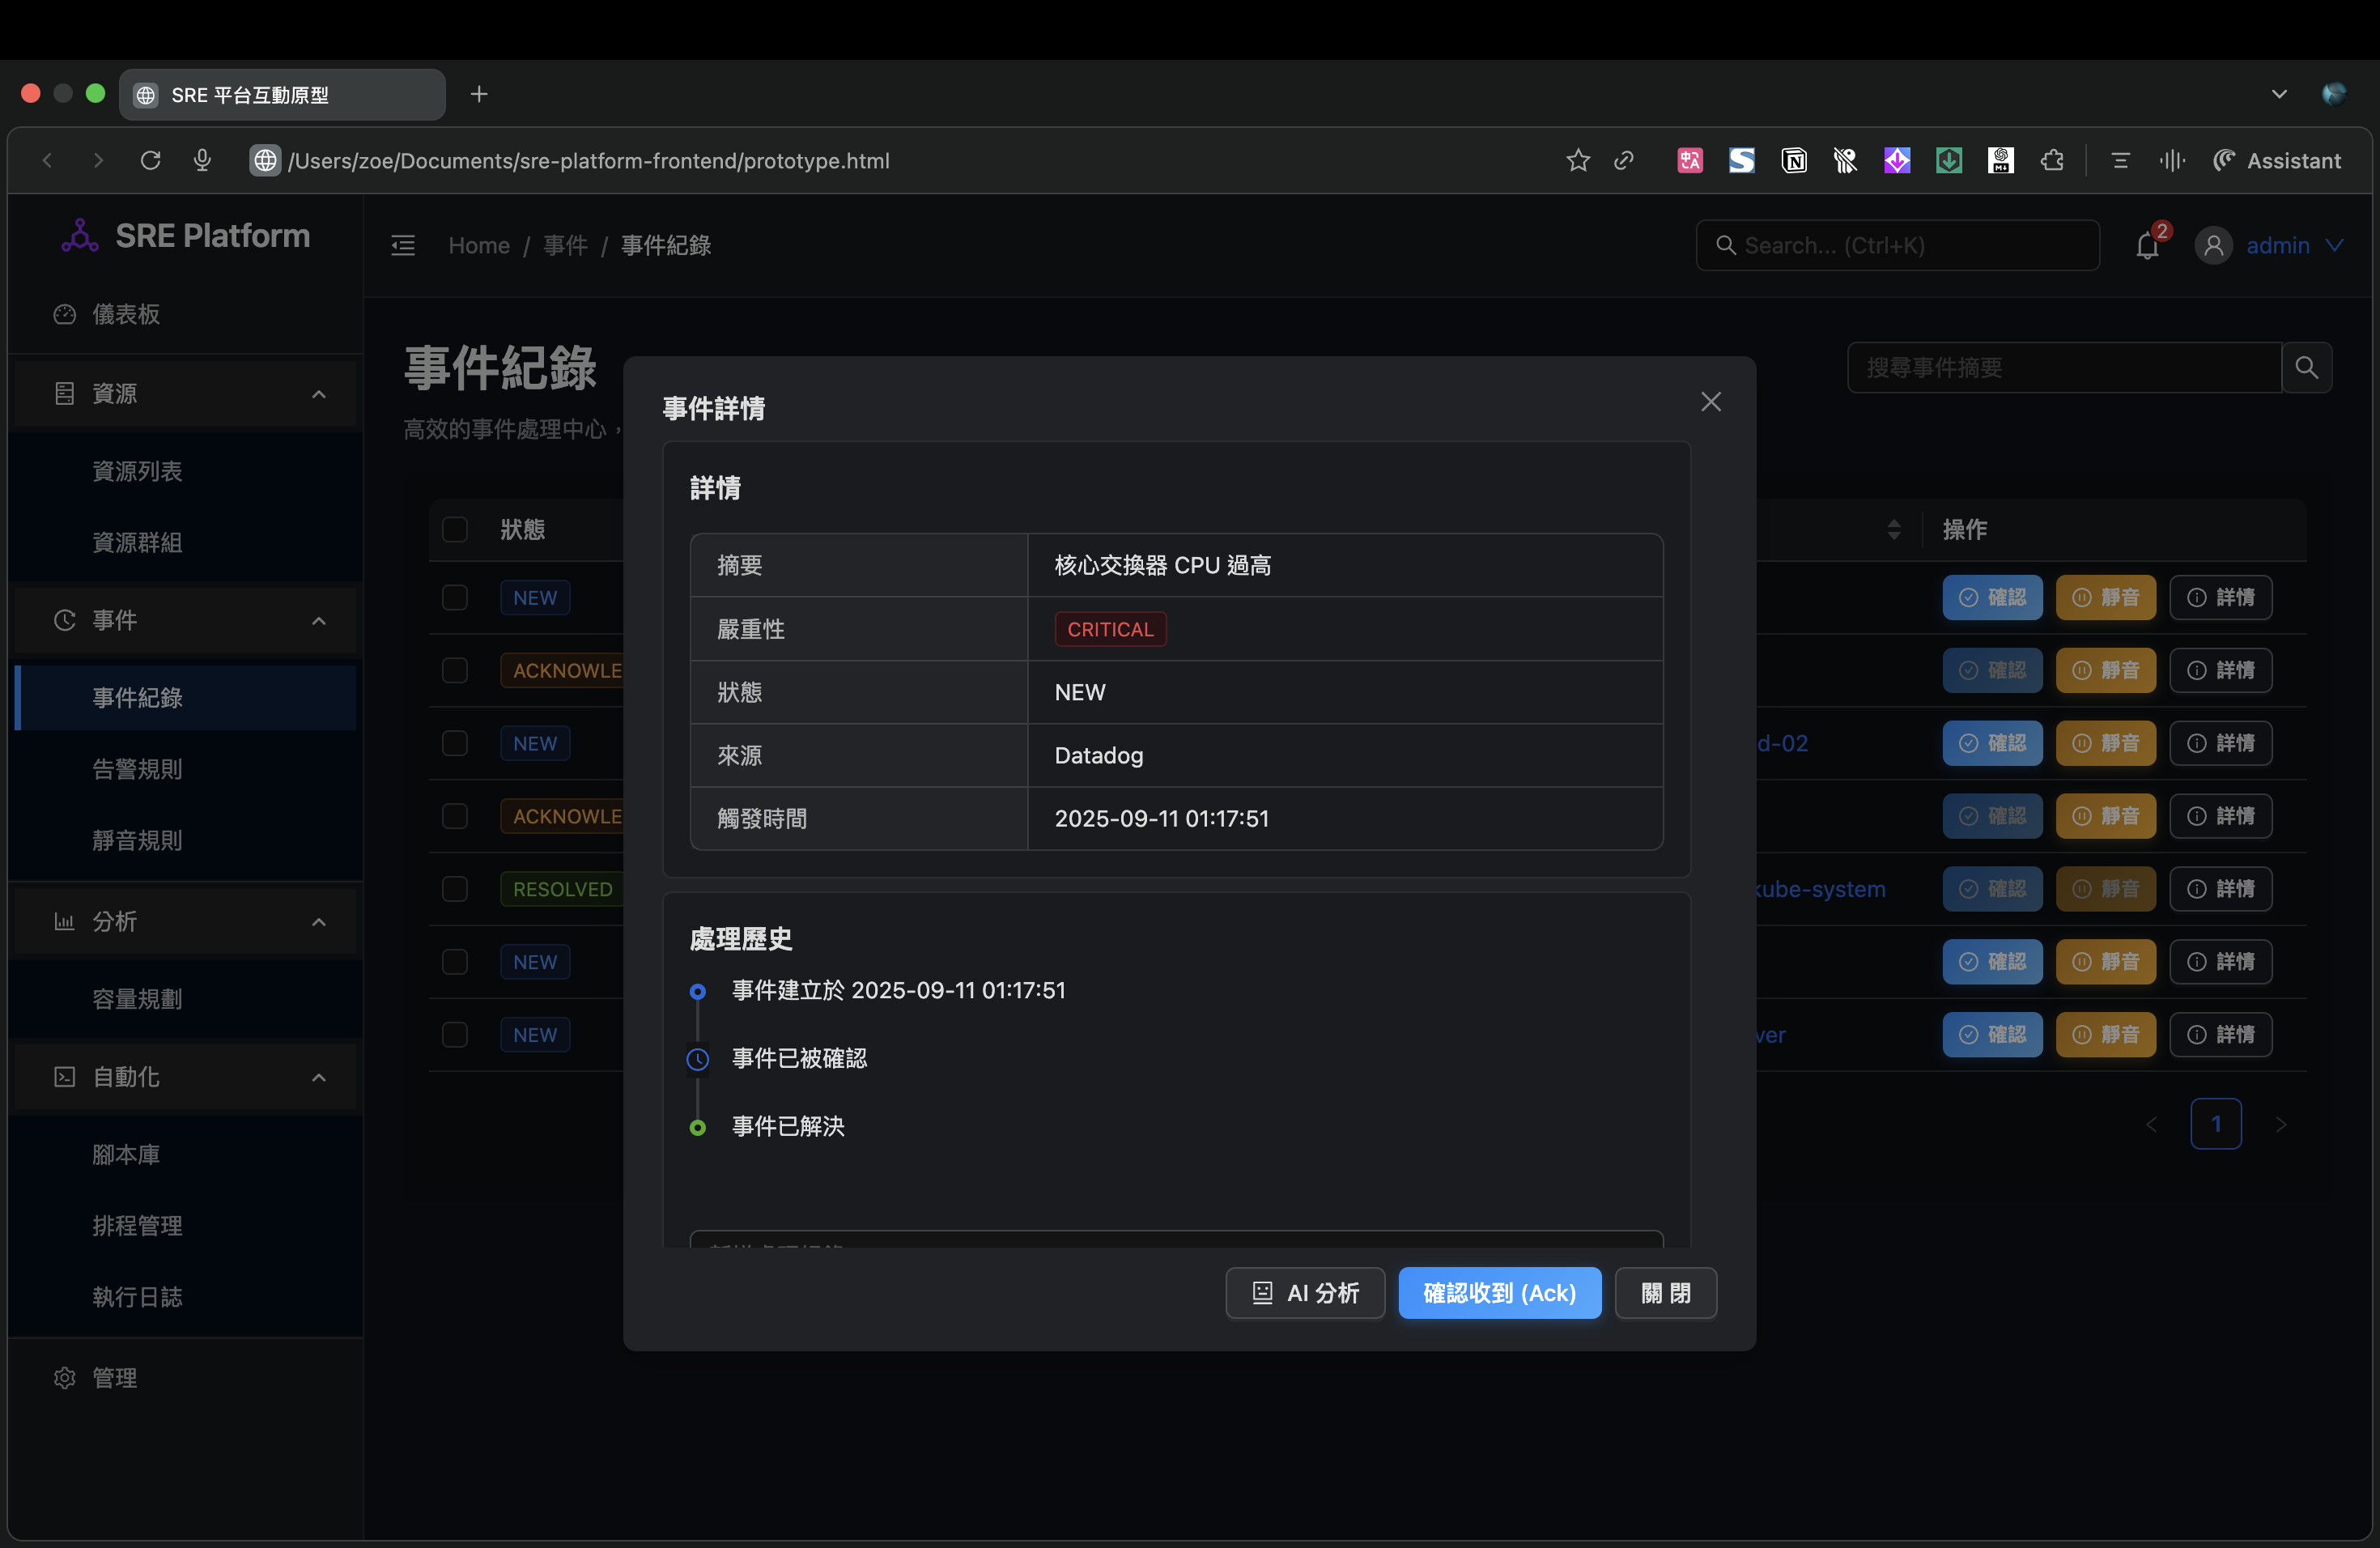 SRE 平台互動原型
/Users/zoe/Documents/sre-platform-frontend/prototype.html
Assistant
SRE Platform
Home / 事件 / 事件紀錄
Search... (Ctrl+K)
2
admin
儀表板
資源
資源列表
資源群組
事件
事件紀錄
告警規則
靜音規則
分析
容量規劃
自動化
腳本庫
排程管理
執行日誌
管理
事件紀錄
高效的事件處理中心，
搜尋事件摘要
狀態
操作
NEW
確認 靜音 詳情
ACKNOWLE
確認 靜音 詳情
NEW
d-02
確認 靜音 詳情
ACKNOWLE
確認 靜音 詳情
RESOLVED
kube-system
確認 靜音 詳情
NEW
確認 靜音 詳情
NEW
ver
確認 靜音 詳情
1
事件詳情
詳情
摘要 核心交換器 CPU 過高
嚴重性 CRITICAL
狀態 NEW
來源 Datadog
觸發時間 2025-09-11 01:17:51
處理歷史
事件建立於 2025-09-11 01:17:51
事件已被確認
事件已解決
AI 分析
確認收到 (Ack)
關 閉